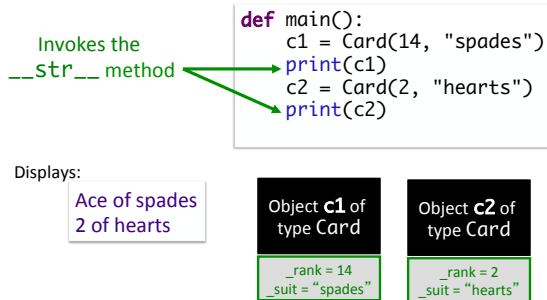 def main():
c1 = Card(14, "spades")
print(c1)
c2 = Card(2, "hearts")
print(c2)
Invokes the
__str__ method
Displays:
Ace of spades
2 of hearts
Object c1 of
type Card
_rank = 14
_suit = “spades”
Object c2 of
type Card
_rank = 2
_suit = “hearts”